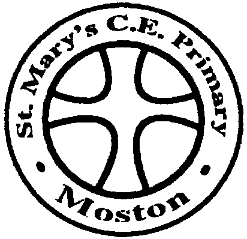 St. Mary's C.E. Primary
• Moston •